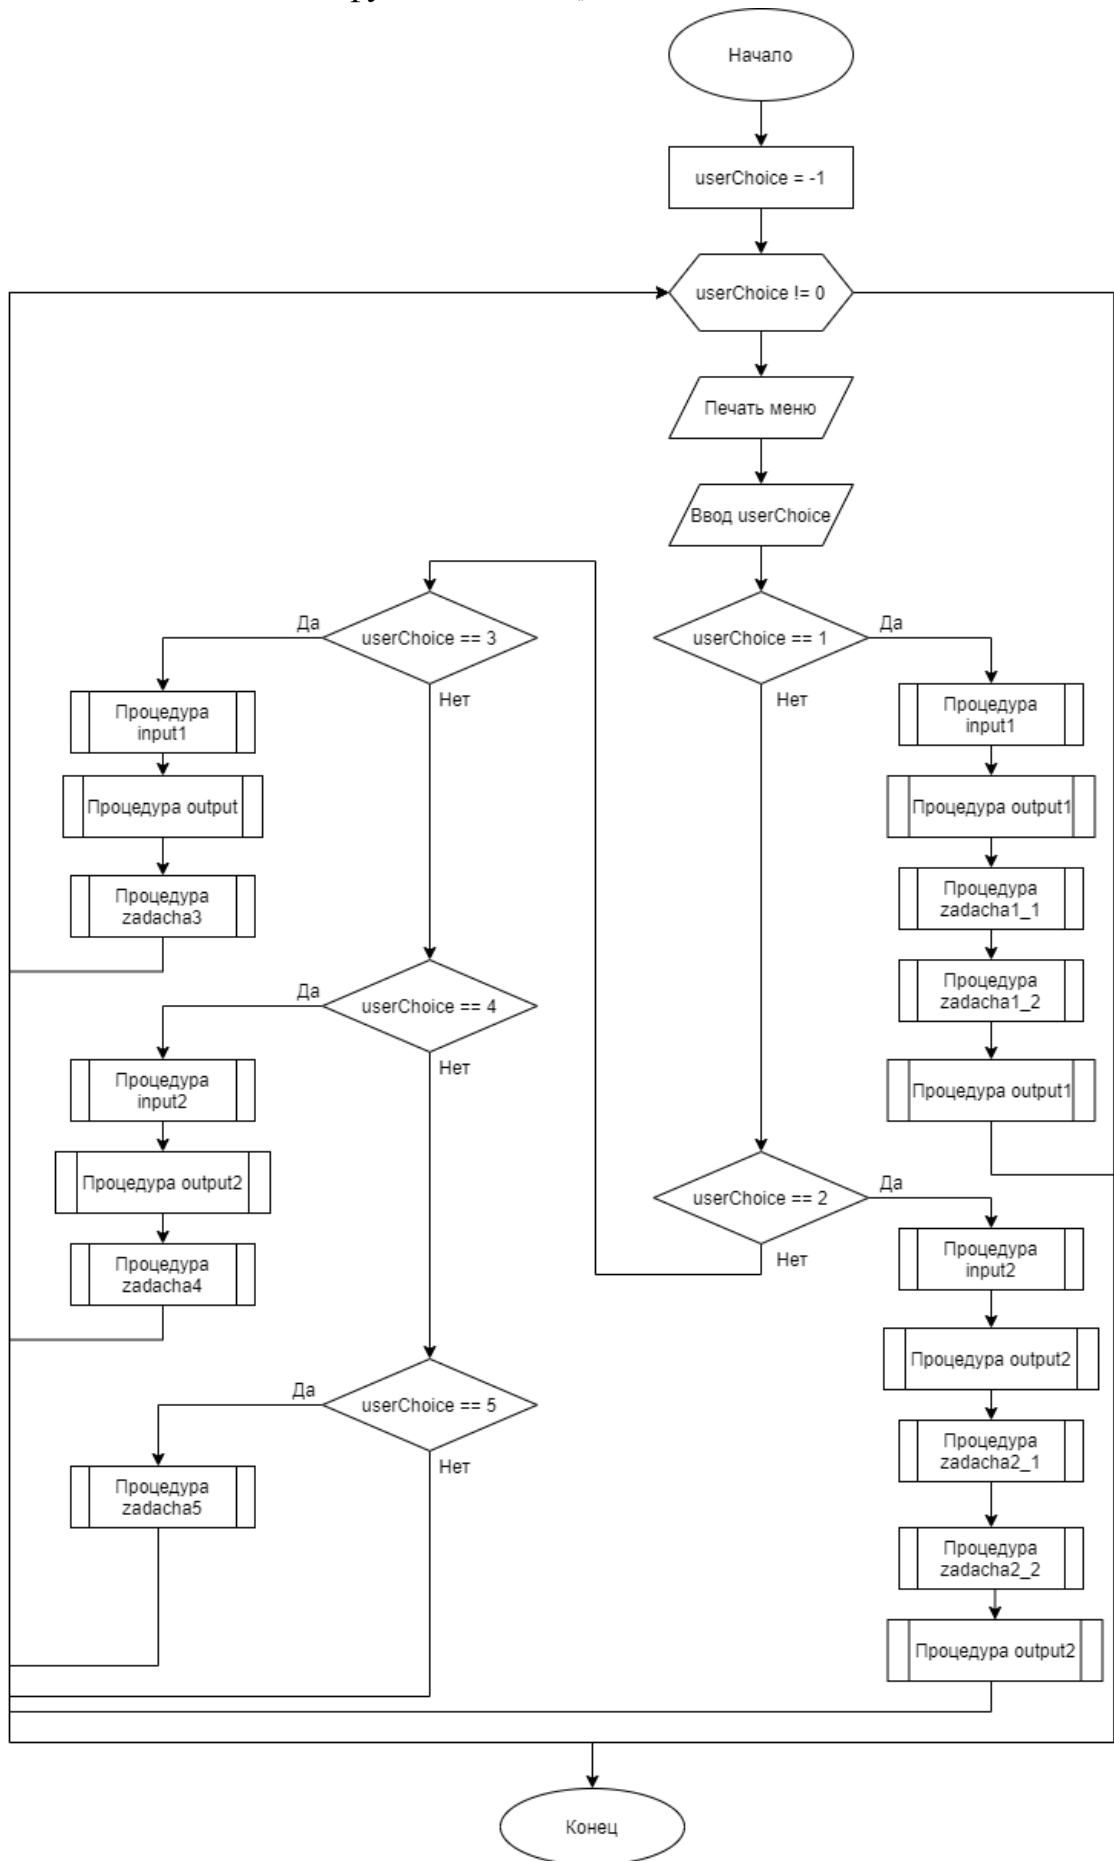 Начало
userChoice = -1
userChoice != 0
Печать меню
Ввод userChoice
userChoice == 1
Да
Нет
Процедура
input1
Процедура output1
Процедура
zadacha1_1
Процедура
zadacha1_2
Процедура output1
userChoice == 2
Да
Нет
Процедура
input2
Процедура output2
Процедура
zadacha2_1
Процедура
zadacha2_2
Процедура output2
userChoice == 3
Да
Нет
Процедура
input1
Процедура output
Процедура
zadacha3
userChoice == 4
Да
Нет
Процедура
input2
Процедура output2
Процедура
zadacha4
userChoice == 5
Да
Нет
Процедура
zadacha5
Конец